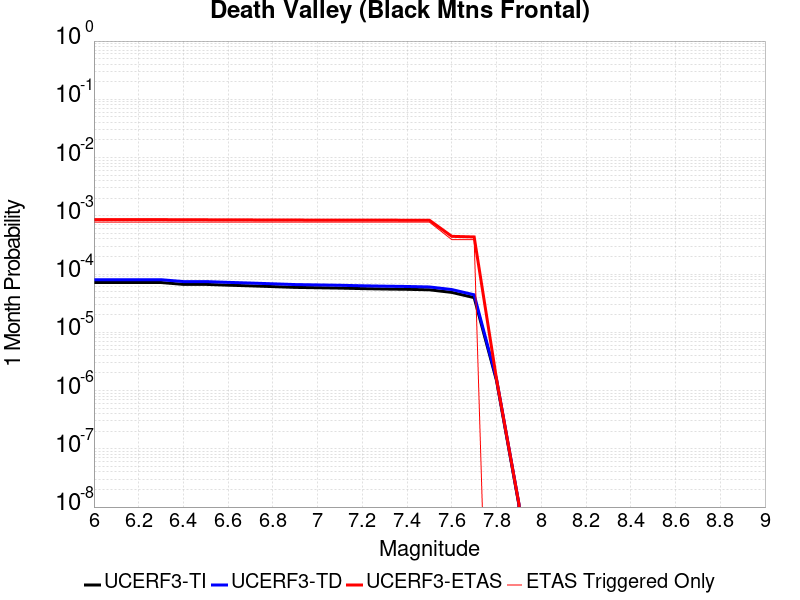 Death Valley (Black Mtns Frontal)
10^0
10^-1
10^-2
10^-3
10^-4
10^-5
10^-6
10^-7
10^-8
1 Month Probability
6 6.2 6.4 6.6 6.8 7 7.2 7.4 7.6 7.8 8 8.2 8.4 8.6 8.8 9
Magnitude
UCERF3-TI UCERF3-TD UCERF3-ETAS ETAS Triggered Only